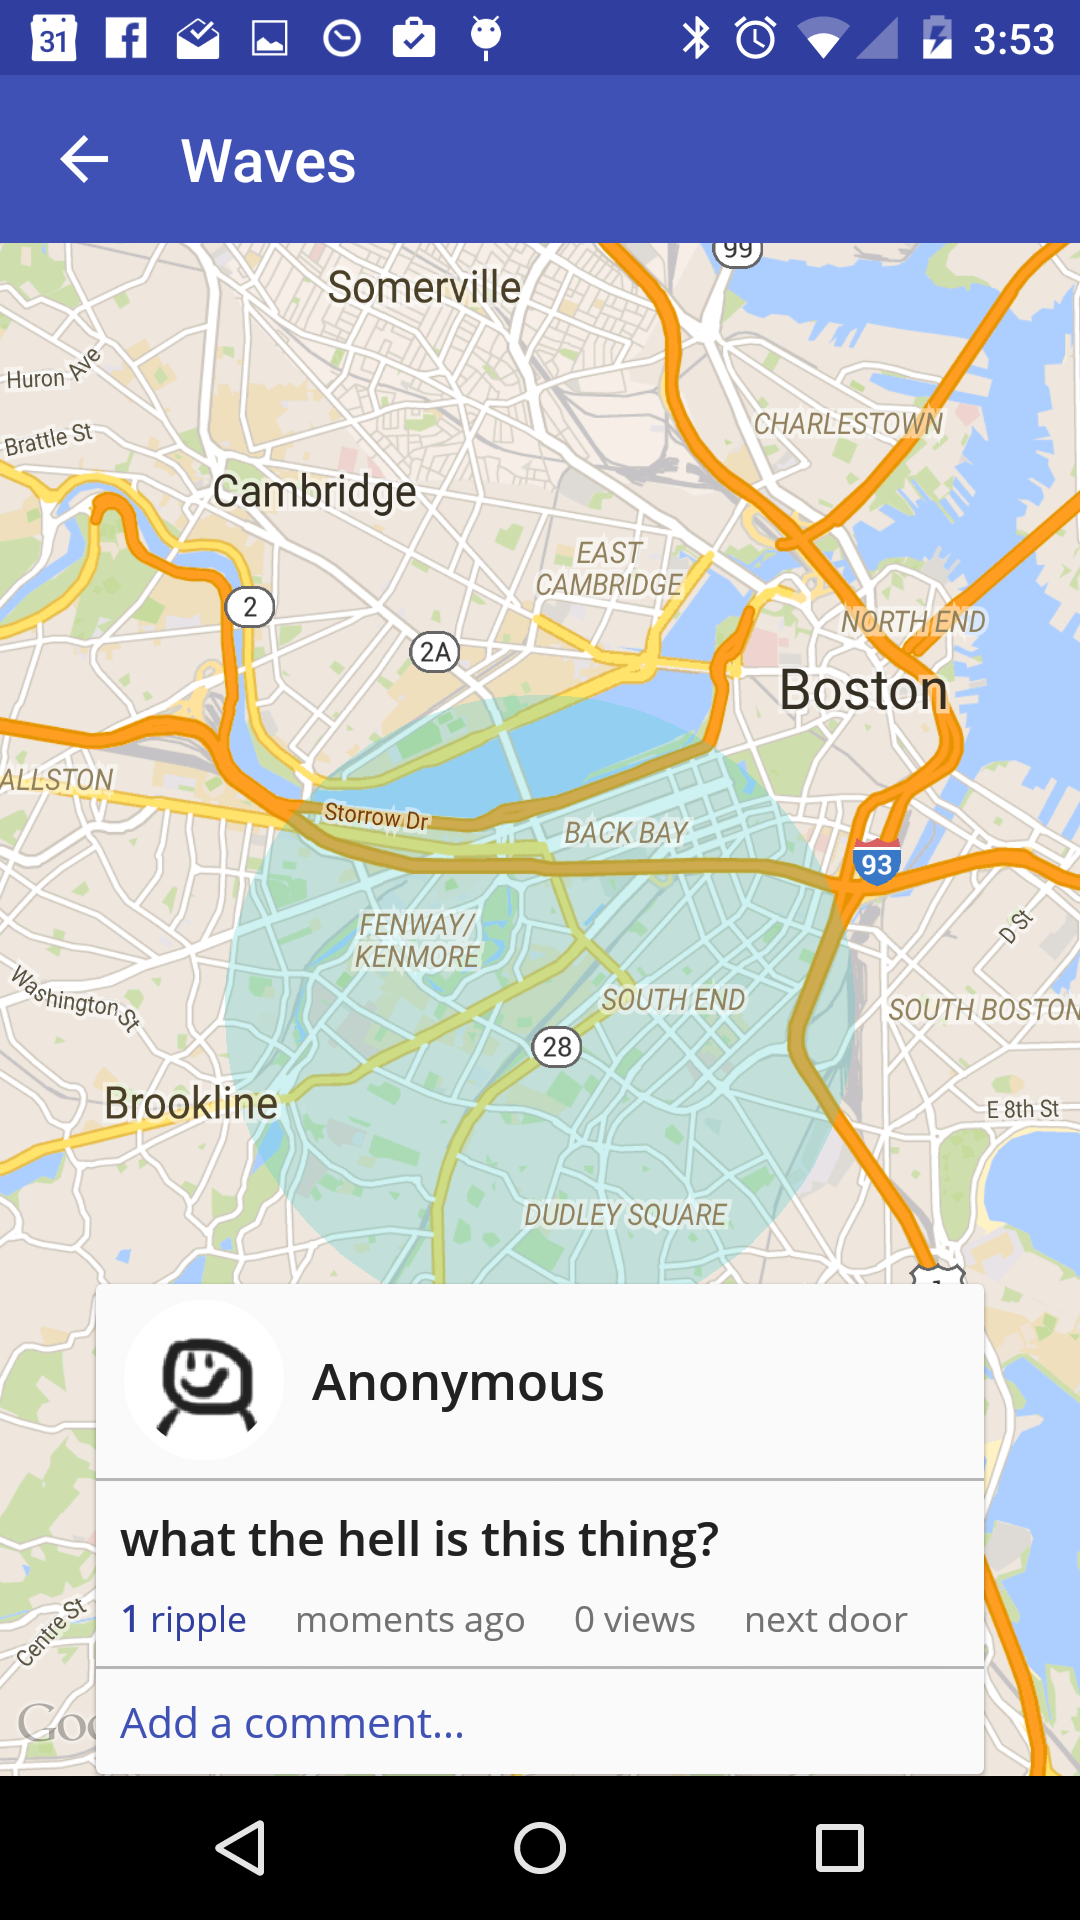 31
3:53
Waves
99
Somerville
Huron Ave
CHARLESTOWN
Brattle St
Cambridge
EAST
CAMBRIDGE
2
NORTH END
2A
Boston
ALLSTON
Storrow Dr
BACK BAY
93
FENWAY/
KENMORE
D St
Washington St
SOUTH END
SOUTH BOSTON
28
Brookline
E 8th St
DUDLEY SQUARE
Anonymous
what the hell is this thing?
1 ripple moments ago 0 views next door
Centre St
Goo
Add a comment...